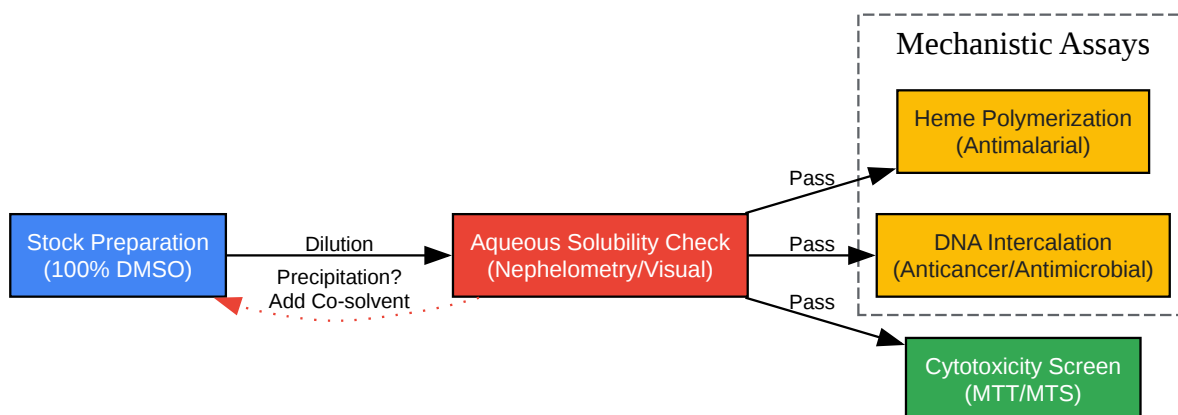 Mechanistic Assays
Heme Polymerization
(Antimalarial)
Pass
Stock Preparation
(100% DMSO)
Dilution
Precipitation?
Add Co-solvent
Aqueous Solubility Check
(Nephelometry/Visual)
Pass
DNA Intercalation
(Anticancer/Antimicrobial)
Pass
Cytotoxicity Screen
(MTT/MTS)